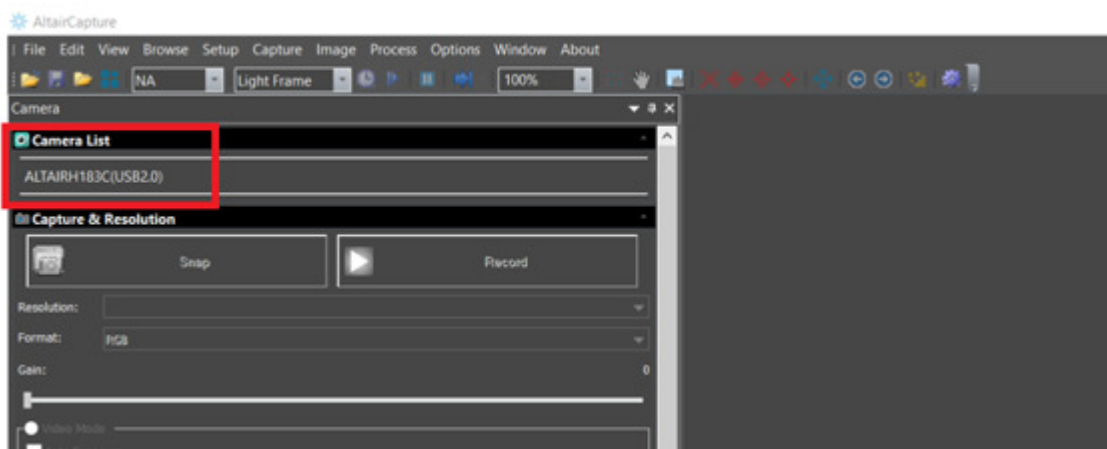 AltairCapture
File Edit View Browse Setup Capture Image Process Options Window About
NA Light Frame 100%
Camera
Camera List
ALTAIRH183C(USB2.0)
Capture & Resolution
Snap Record
Resolution:
Format: RGB
Gain: 0
Video Mode